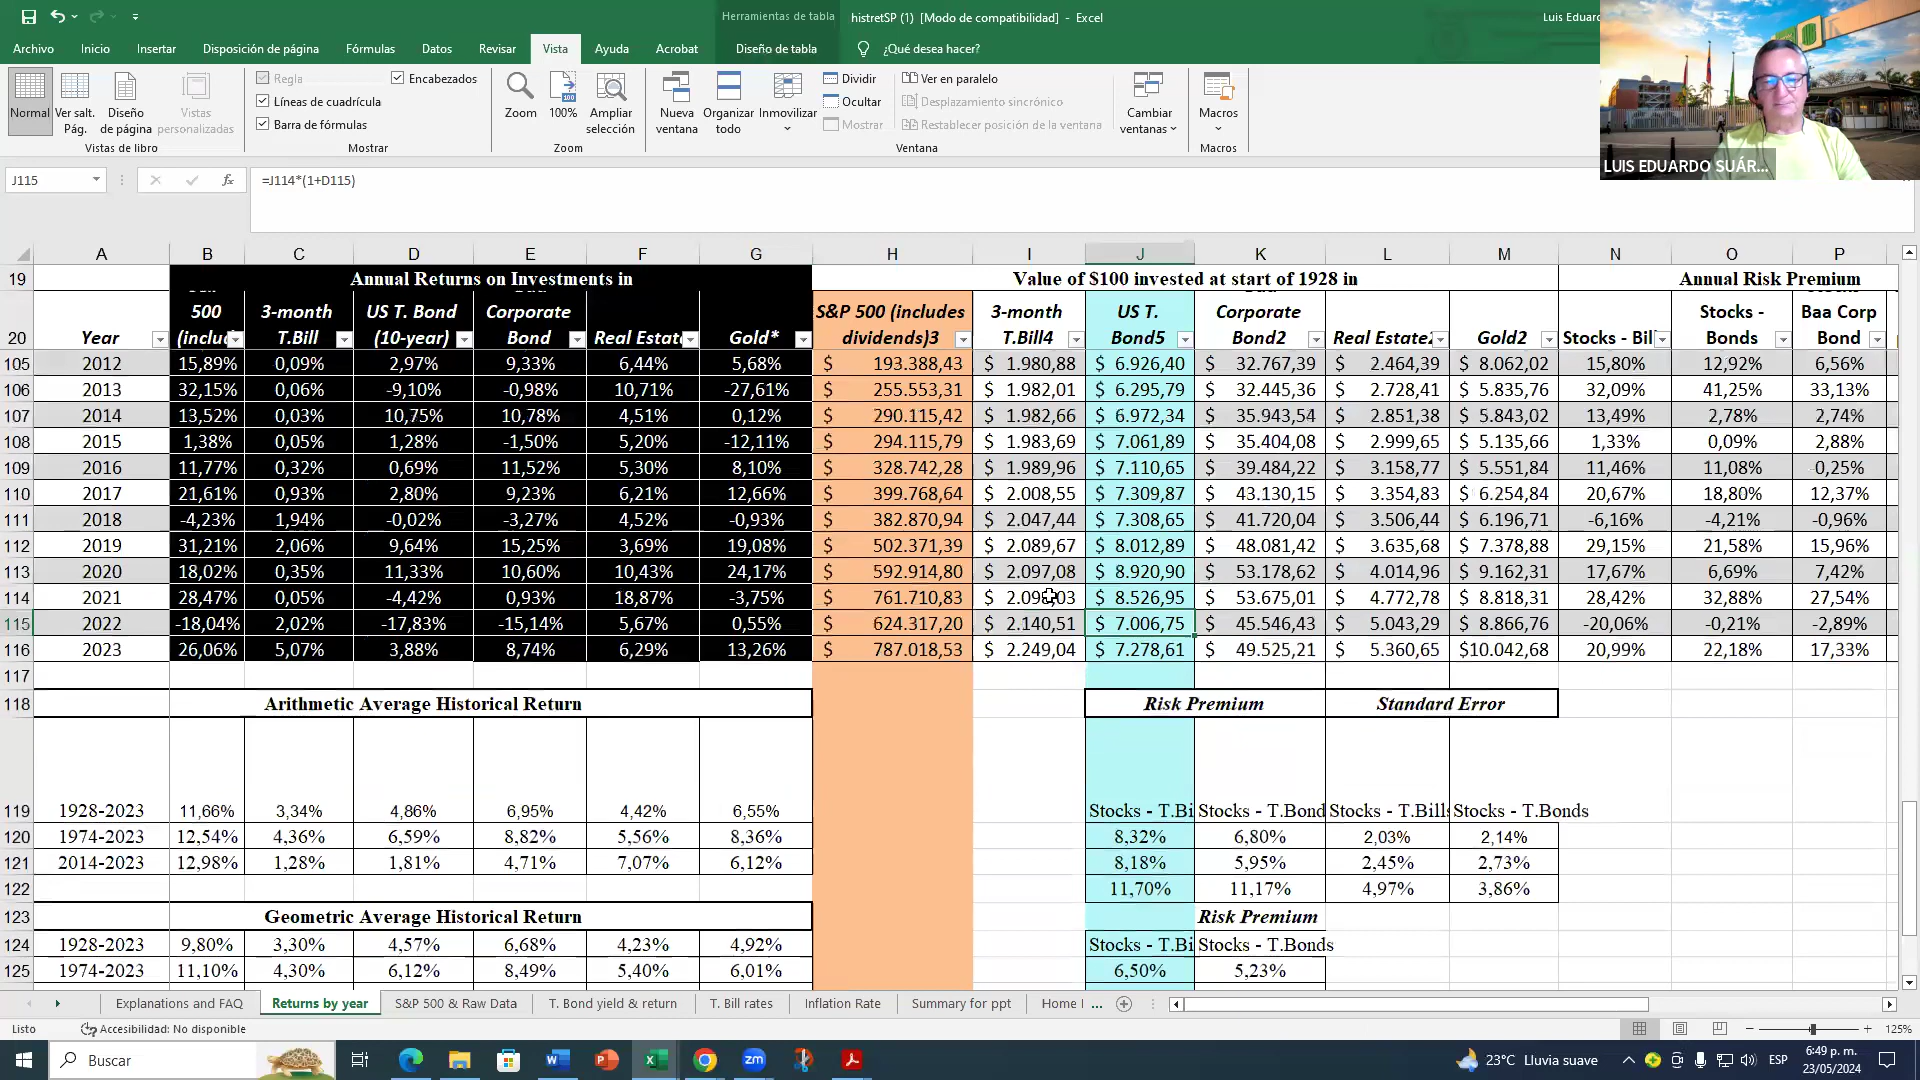 Herramientas de tabla
histretSP (1) [Modo de compatibilidad] - Excel
Luis Eduar
Archivo Inicio Insertar Disposición de página Fórmulas Datos Revisar Vista Ayuda Acrobat Diseño de tabla ¿Qué desea hacer?
Normal
Ver salt. Pág.
Diseño de página
Vistas personalizadas
Vistas de libro
Regla
Encabezados
Líneas de cuadrícula
Barra de fórmulas
Mostrar
Zoom
100
100%
Ampliar selección
Zoom
Nueva ventana
Organizar todo
Inmovilizar
Dividir
Ocultar
Mostrar
Ver en paralelo
Desplazamiento sincrónico
Restablecer posición de la ventana
Ventana
Cambiar ventanas
Macros
Macros
LUIS EDUARDO SUÁR...
J115 fx =J114*(1+D115)
A B C D E F G H I J K L M N O P
19 Annual Returns on Investments in Value of $100 invested at start of 1928 in Annual Risk Premium
20 Year 500 (inclu 3-month T.Bill US T. Bond (10-year) Corporate Bond Real Estate Gold* S&P 500 (includes dividends)3 3-month T.Bill4 US T. Bond5 Corporate Bond2 Real Estate2 Gold2 Stocks - Bill Stocks - Bonds Baa Corp Bond
105 2012 15,89% 0,09% 2,97% 9,33% 6,44% 5,68% $ 193.388,43 $ 1.980,88 $ 6.926,40 $ 32.767,39 $ 2.464,39 $ 8.062,02 15,80% 12,92% 6,56%
106 2013 32,15% 0,06% -9,10% -0,98% 10,71% -27,61% $ 255.553,31 $ 1.982,01 $ 6.295,79 $ 32.445,36 $ 2.728,41 $ 5.835,76 32,09% 41,25% 33,13%
107 2014 13,52% 0,03% 10,75% 10,78% 4,51% 0,12% $ 290.115,42 $ 1.982,66 $ 6.972,34 $ 35.943,54 $ 2.851,38 $ 5.843,02 13,49% 2,78% 2,74%
108 2015 1,38% 0,05% 1,28% -1,50% 5,20% -12,11% $ 294.115,79 $ 1.983,69 $ 7.061,89 $ 35.404,08 $ 2.999,65 $ 5.135,66 1,33% 0,09% 2,88%
109 2016 11,77% 0,32% 0,69% 11,52% 5,30% 8,10% $ 328.742,28 $ 1.989,96 $ 7.110,65 $ 39.484,22 $ 3.158,77 $ 5.551,84 11,46% 11,08% -0,25%
110 2017 21,61% 0,93% 2,80% 9,23% 6,21% 12,66% $ 399.768,64 $ 2.008,55 $ 7.309,87 $ 43.130,15 $ 3.354,83 $ 6.254,84 20,67% 18,80% 12,37%
111 2018 -4,23% 1,94% -0,02% -3,27% 4,52% -0,93% $ 382.870,94 $ 2.047,44 $ 7.308,65 $ 41.720,04 $ 3.506,44 $ 6.196,71 -6,16% -4,21% -0,96%
112 2019 31,21% 2,06% 9,64% 15,25% 3,69% 19,08% $ 502.371,39 $ 2.089,67 $ 8.012,89 $ 48.081,42 $ 3.635,68 $ 7.378,88 29,15% 21,58% 15,96%
113 2020 18,02% 0,35% 11,33% 10,60% 10,43% 24,17% $ 592.914,80 $ 2.097,08 $ 8.920,90 $ 53.178,62 $ 4.014,96 $ 9.162,31 17,67% 6,69% 7,42%
114 2021 28,47% 0,05% -4,42% 0,93% 18,87% -3,75% $ 761.710,83 $ $ 8.526,95 $ 53.675,01 $ 4.772,78 $ 8.818,31 28,42% 32,88% 27,54%
115 2022 -18,04% 2,02% -17,83% -15,14% 5,67% 0,55% $ 624.317,20 $ 2.140,51 $ 7.006,75 $ 45.546,43 $ 5.043,29 $ 8.866,76 -20,06% -0,21% -2,89%
116 2023 26,06% 5,07% 3,88% 8,74% 6,29% 13,26% $ 787.018,53 $ 2.249,04 $ 7.278,61 $ 49.525,21 $ 5.360,65 $10.042,68 20,99% 22,18% 17,33%
117
118 Arithmetic Average Historical Return Risk Premium Standard Error
119 1928-2023 11,66% 3,34% 4,86% 6,95% 4,42% 6,55% Stocks - T.Bi Stocks - T.Bond Stocks - T.Bills Stocks - T.Bonds
120 1974-2023 12,54% 4,36% 6,59% 8,82% 5,56% 8,36% 8,32% 6,80% 2,03% 2,14%
121 2014-2023 12,98% 1,28% 1,81% 4,71% 7,07% 6,12% 8,18% 5,95% 2,45% 2,73%
122 11,70% 11,17% 4,97% 3,86%
123 Geometric Average Historical Return Risk Premium
124 1928-2023 9,80% 3,30% 4,57% 6,68% 4,23% 4,92% Stocks - T.Bi Stocks - T.Bonds
125 1974-2023 11,10% 4,30% 6,12% 8,49% 5,40% 6,01% 6,50% 5,23%
Explanations and FAQ Returns by year S&P 500 & Raw Data T. Bond yield & return T. Bill rates Inflation Rate Summary for ppt Home I ...
Listo Accesibilidad: No disponible 125%
Buscar 23°C Lluvia suave ESP 6:49 p. m.
23/05/2024